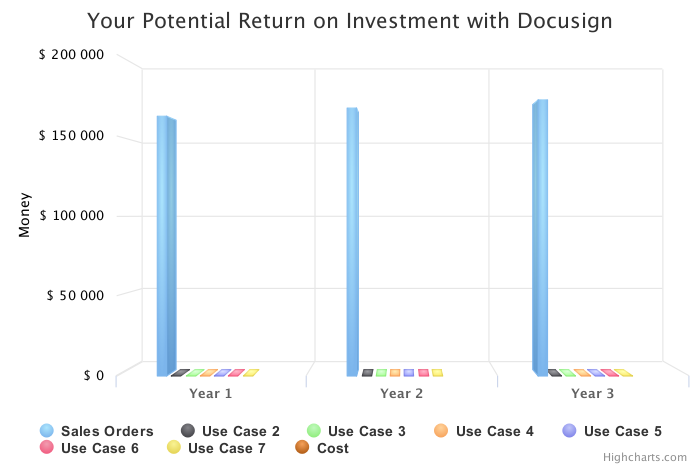 Your Potential Return on Investment with Docusign
$ 200 000
$ 150 000
$ 100 000
$ 50 000
$ 0
Money
Year 1 Year 2 Year 3
Sales Orders Use Case 2 Use Case 3 Use Case 4 Use Case 5
Use Case 6 Use Case 7 Cost
Highcharts.com